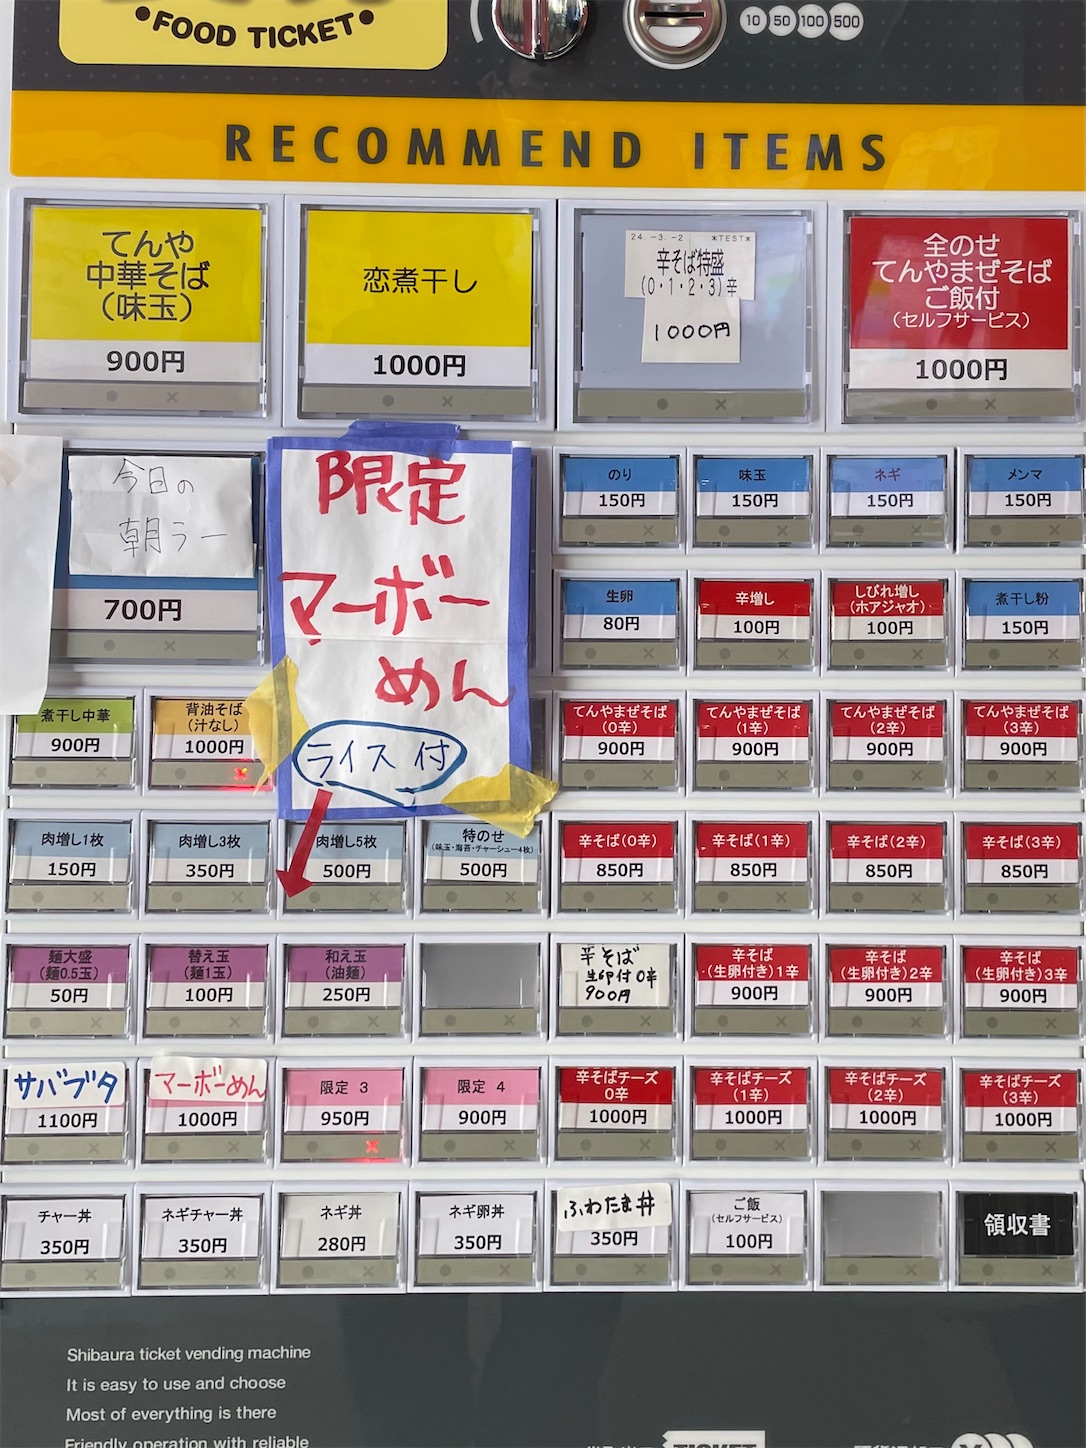 •FOOD TICKET•
10 50 100 500
RECOMMEND ITEMS
てんや
中華そば
(味玉)
900円
恋煮干し
1000円
24.-3.-2 *TEST*
辛そば特盛
(0・1・2・3)辛
1000円
全のせ
てんやまぜそば
ご飯付
(セルフサービス)
1000円
今日の
朝ラー
700円
限定
マーボー
めん
ライス付
のり
150円
味玉
150円
ネギ
150円
メンマ
150円
生卵
80円
辛増し
100円
しびれ増し
(ホアジャオ)
100円
煮干し粉
150円
煮干し中華
900円
背油そば
(汁なし)
1000円
てんやまぜそば
(0辛)
900円
てんやまぜそば
(1辛)
900円
てんやまぜそば
(2辛)
900円
てんやまぜそば
(3辛)
900円
肉増し1枚
150円
肉増し3枚
350円
肉増し5枚
500円
特のせ
(味玉・海苔・チャーシュー4枚)
500円
辛そば(0辛)
850円
辛そば(1辛)
850円
辛そば(2辛)
850円
辛そば(3辛)
850円
麺大盛
(麺0.5玉)
50円
替え玉
(麺1玉)
100円
和え玉
(油麺)
250円
辛そば
生卵付0辛
900円
辛そば
(生卵付き)1辛
900円
辛そば
(生卵付き)2辛
900円
辛そば
(生卵付き)3辛
900円
サバブタ
1100円
マーボーめん
1000円
限定 3
950円
限定 4
900円
辛そばチーズ
0辛
1000円
辛そばチーズ
(1辛)
1000円
辛そばチーズ
(2辛)
1000円
辛そばチーズ
(3辛)
1000円
チャー丼
350円
ネギチャー丼
350円
ネギ丼
280円
ネギ卵丼
350円
ふわたま丼
350円
ご飯
(セルフサービス)
100円
領収書
Shibaura ticket vending machine
It is easy to use and choose
Most of everything is there
Friendly operation with reliable
TICKET